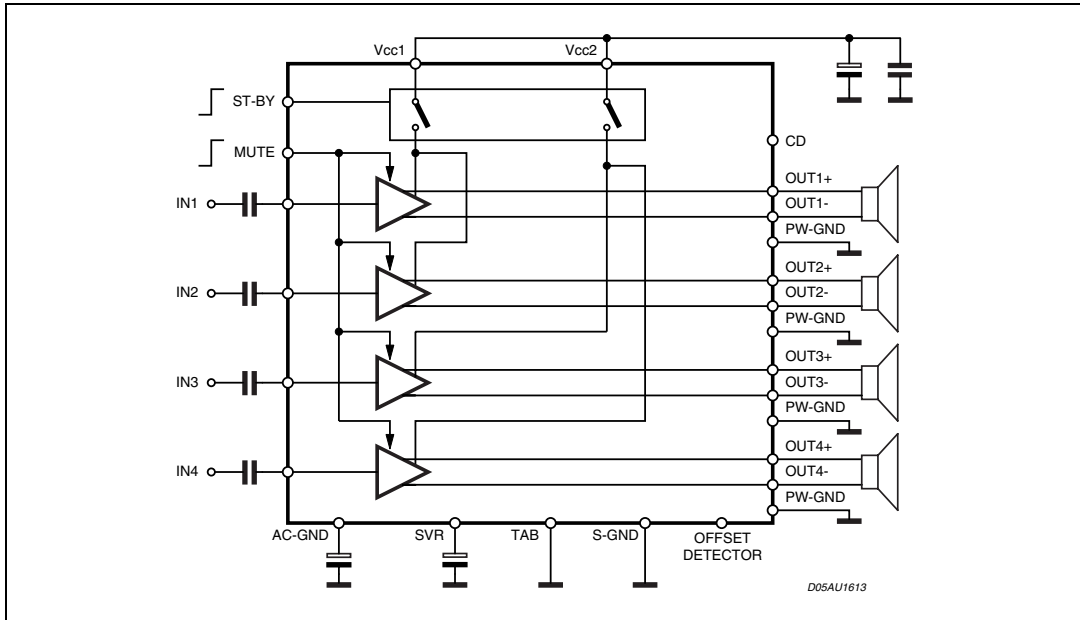 Vcc1
Vcc2
ST-BY
MUTE
CD
OUT1+
IN1
OUT1-
PW-GND
OUT2+
IN2
OUT2-
PW-GND
OUT3+
IN3
OUT3-
PW-GND
OUT4+
IN4
OUT4-
PW-GND
AC-GND
SVR
TAB
S-GND
OFFSET
DETECTOR
D05AU1613